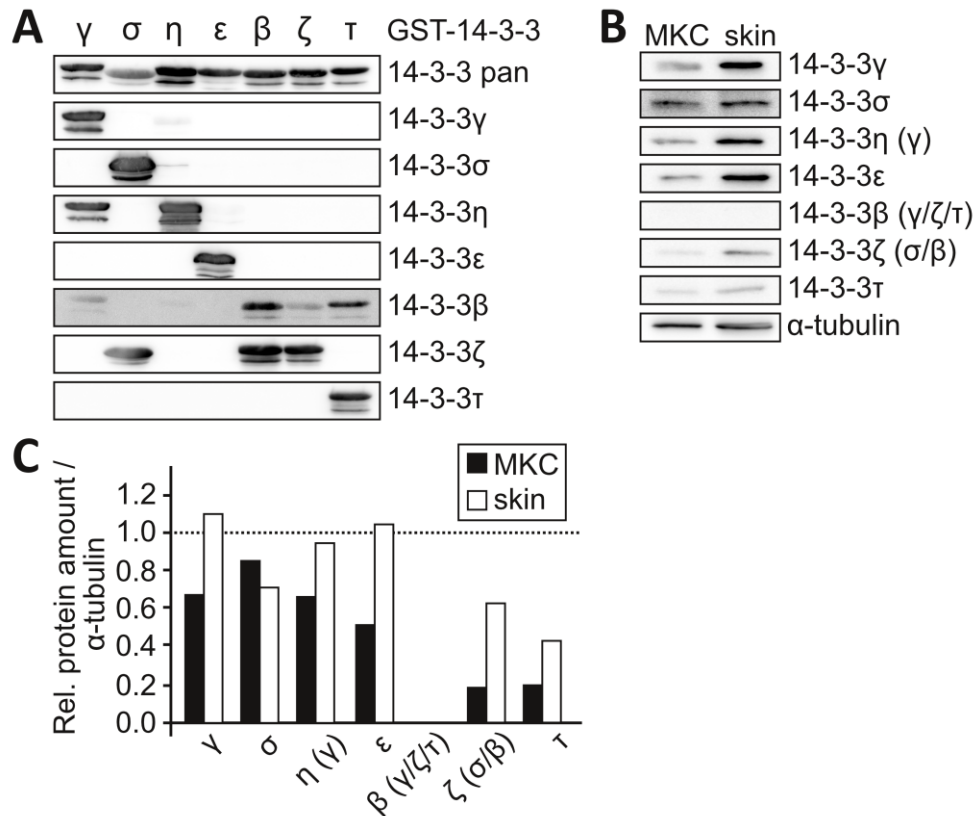 A
γ σ η ε β ζ τ GST-14-3-3
14-3-3 pan
14-3-3γ
14-3-3σ
14-3-3η
14-3-3ε
14-3-3β
14-3-3ζ
14-3-3τ
B
MKC skin
14-3-3γ
14-3-3σ
14-3-3η (γ)
14-3-3ε
14-3-3β (γ/ζ/τ)
14-3-3ζ (σ/β)
14-3-3τ
α-tubulin
C
Rel. protein amount /
α-tubulin
1.2
1.0
0.8
0.6
0.4
0.2
0.0
MKC
skin
γ
σ
η (γ)
ε
β (γ/ζ/τ)
ζ (σ/β)
τ